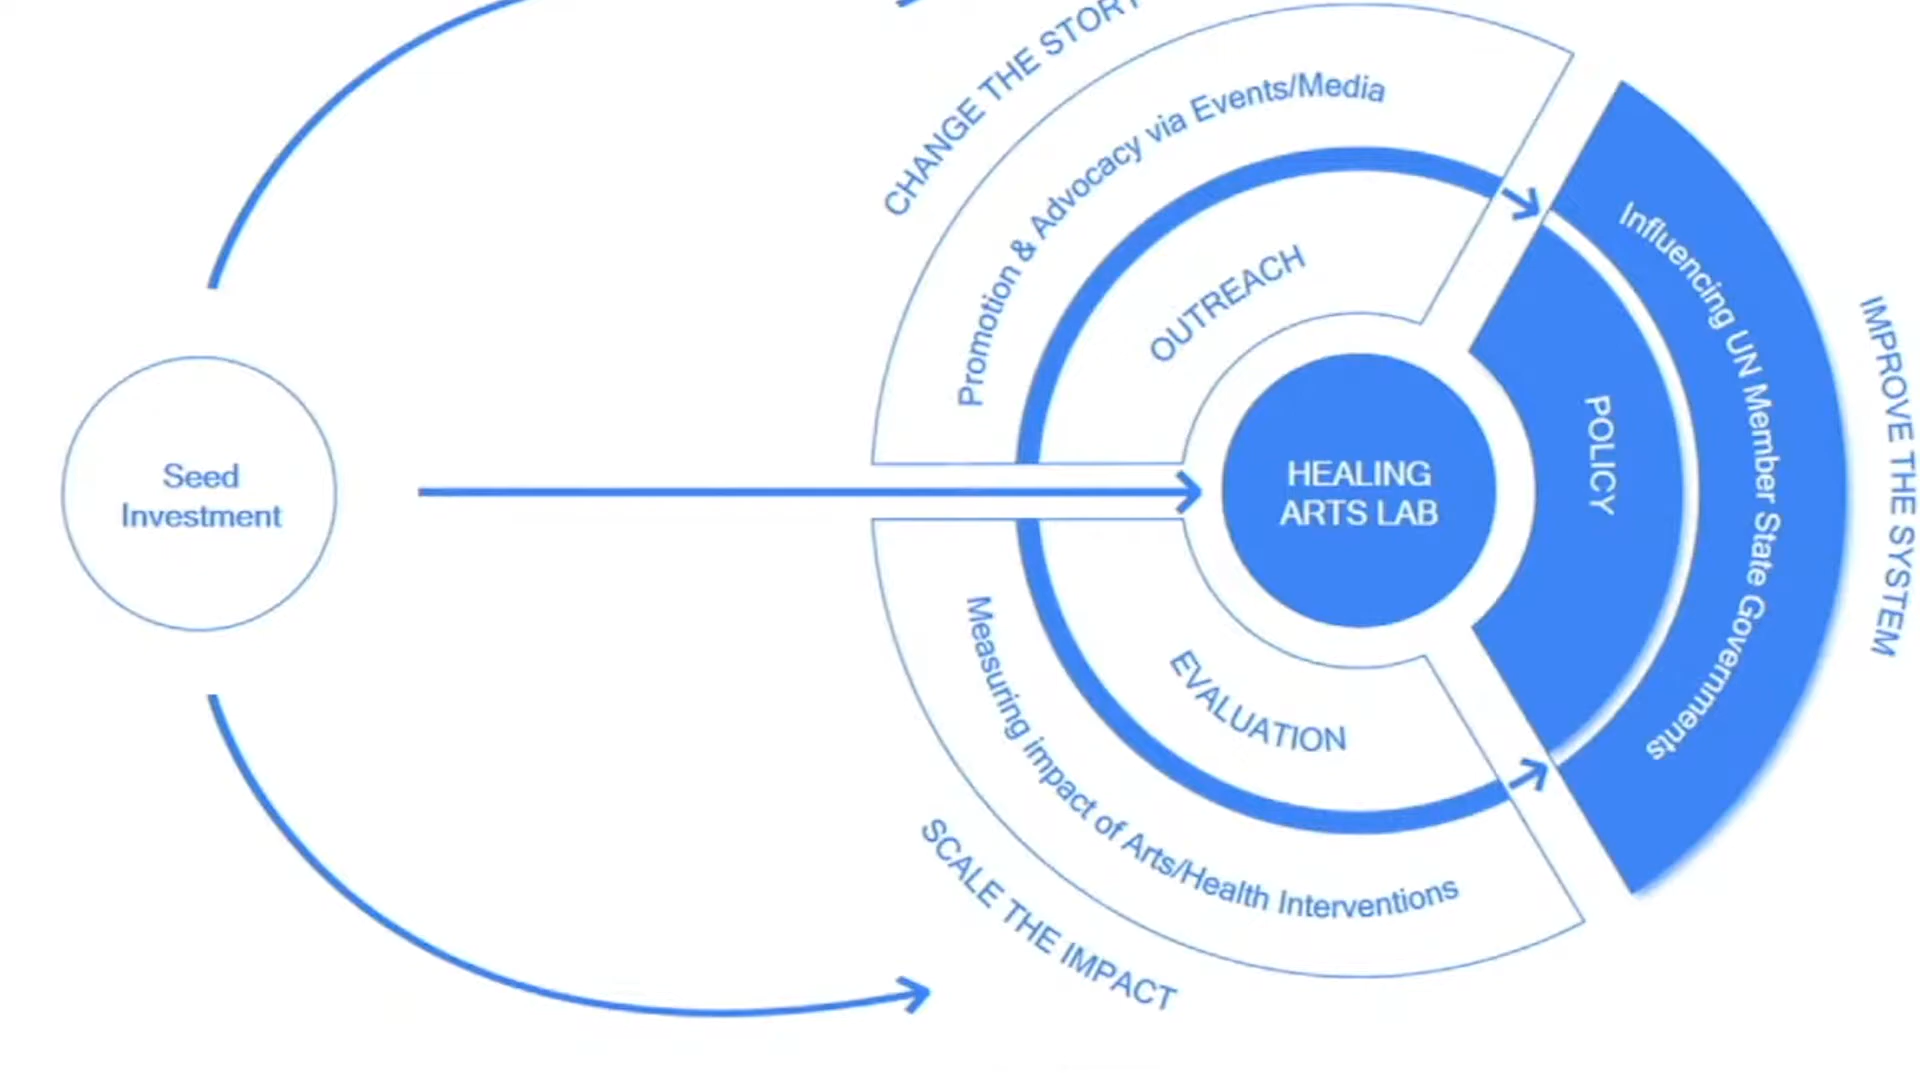 CHANGE THE STORY
Promotion & Advocacy via Events/Media
OUTREACH
Seed
Investment
HEALING
ARTS LAB
POLICY
Influencing UN Member State Governments
IMPROVE THE SYSTEM
EVALUATION
Measuring impact of Arts/Health Interventions
SCALE THE IMPACT